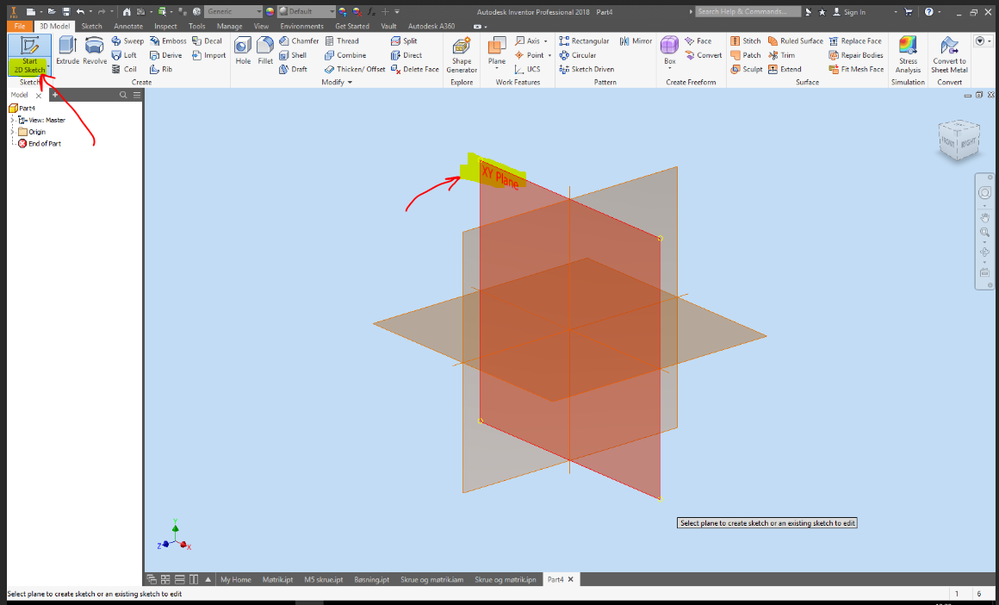 Generic
Default
Autodesk Inventor Professional 2018 Part4
Search Help & Commands...
Sign In
File 3D Model Sketch Annotate Inspect Tools Manage View Environments Get Started Vault Autodesk A360
Start
2D Sketch
Sketch
Extrude Revolve
Sweep Emboss Decal
Loft Derive Import
Coil Rib
Create
Hole Fillet
Chamfer Thread Split
Shell Combine Direct
Draft Thicken/ Offset Delete Face
Modify
Shape
Generator
Explore
Plane
Axis
Point
UCS
Work Features
Rectangular Mirror
Circular
Sketch Driven
Pattern
Box
Face
Convert
Create Freeform
Stitch Ruled Surface Replace Face
Patch Trim Repair Bodies
Sculpt Extend Fit Mesh Face
Surface
Stress
Analysis
Simulation
Convert to
Sheet Metal
Convert
Model
Part4
View: Master
Origin
End of Part
XY Plane
FRONT RIGHT
Select plane to create sketch or an existing sketch to edit
Y
Z X
My Home Møtrik.ipt M5 skrue.ipt Bøsning.ipt Skrue og møtrik.iam Skrue og møtrik.ipn Part4
Select plane to create sketch or an existing sketch to edit
1 6